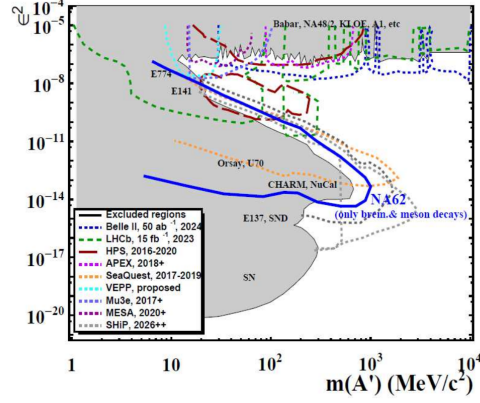 ϵ²
10⁻⁵
10⁻⁸
10⁻¹¹
10⁻¹⁴
10⁻¹⁷
10⁻²⁰
Babar, NA48/2, KLOE, A1, etc
E774
E141
Orsay, U70
CHARM, NuCal
NA62
(only brem. & meson decays)
E137, SND
SN
Excluded regions
Belle II, 50 ab⁻¹, 2024
LHCb, 15 fb⁻¹, 2023
HPS, 2016-2020
APEX, 2018+
SeaQuest, 2017-2019
VEPP, proposed
Mu3e, 2017+
MESA, 2020+
SHiP, 2026++
1 10 10² 10³ 10⁴
m(A') (MeV/c²)